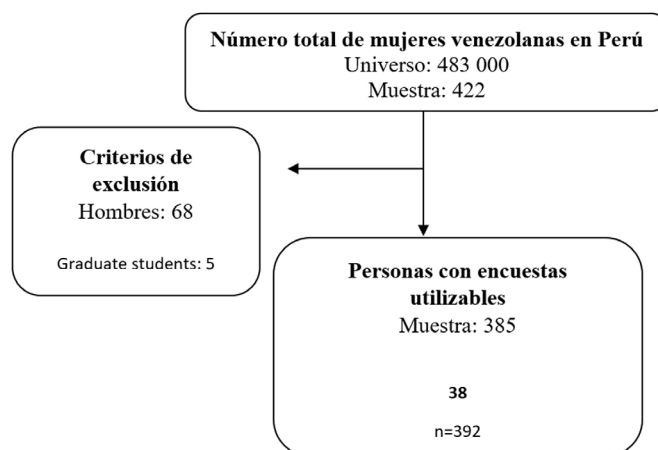 Número total de mujeres venezolanas en Perú
Universo: 483 000
Muestra: 422
Criterios de
exclusión
Hombres: 68
Graduate students: 5
Personas con encuestas
utilizables
Muestra: 385
38
n=392